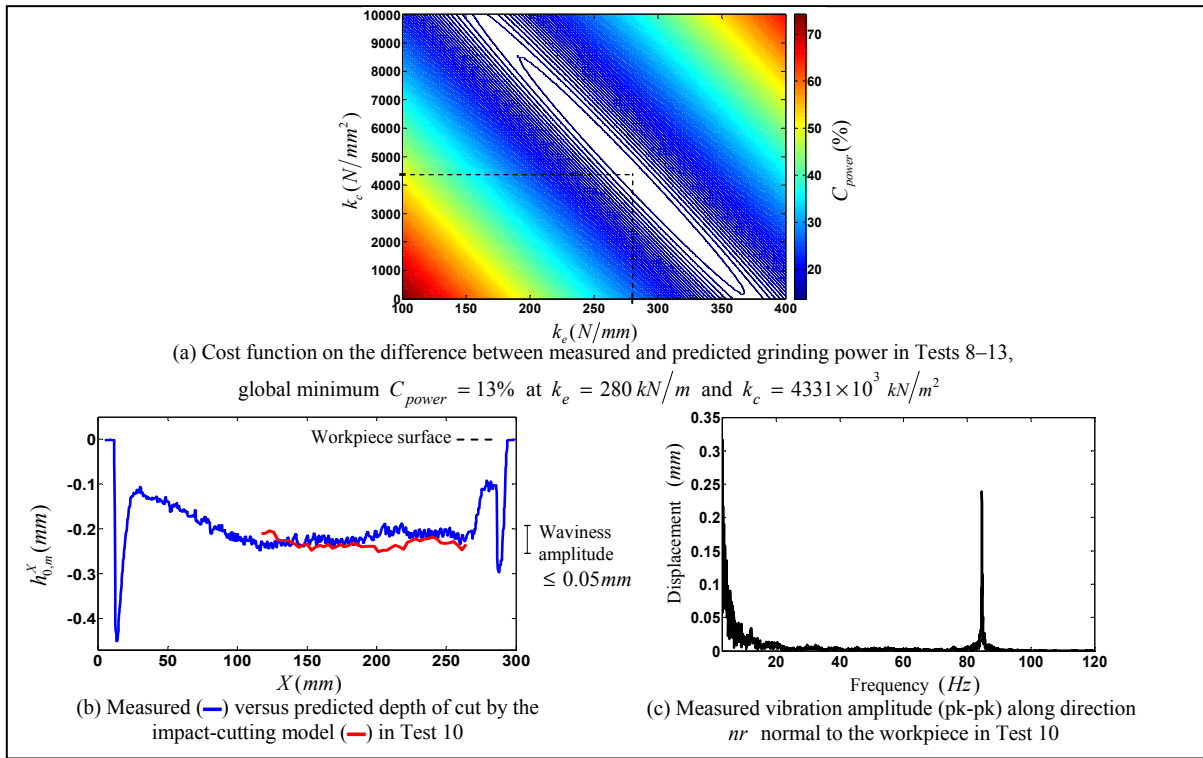 10000
9000
8000
7000
6000
5000
4000
3000
2000
1000
0
k_c (N/mm²)
100 150 200 250 300 350 400
k_e (N/mm)
70
60
50
40
30
20
C_power (%)
(a) Cost function on the difference between measured and predicted grinding power in Tests 8–13,
global minimum C_power = 13% at k_e = 280 kN/m and k_c = 4331×10³ kN/m²
0
-0.1
-0.2
-0.3
-0.4
h^X_0,m (mm)
Workpiece surface
Waviness
amplitude
≤ 0.05mm
0 50 100 150 200 250 300
X (mm)
(b) Measured (—) versus predicted depth of cut by the
impact-cutting model (—) in Test 10
0.35
0.3
0.25
0.2
0.15
0.1
0.05
0
Displacement (mm)
20 40 60 80 100 120
Frequency (Hz)
(c) Measured vibration amplitude (pk-pk) along direction
nr normal to the workpiece in Test 10